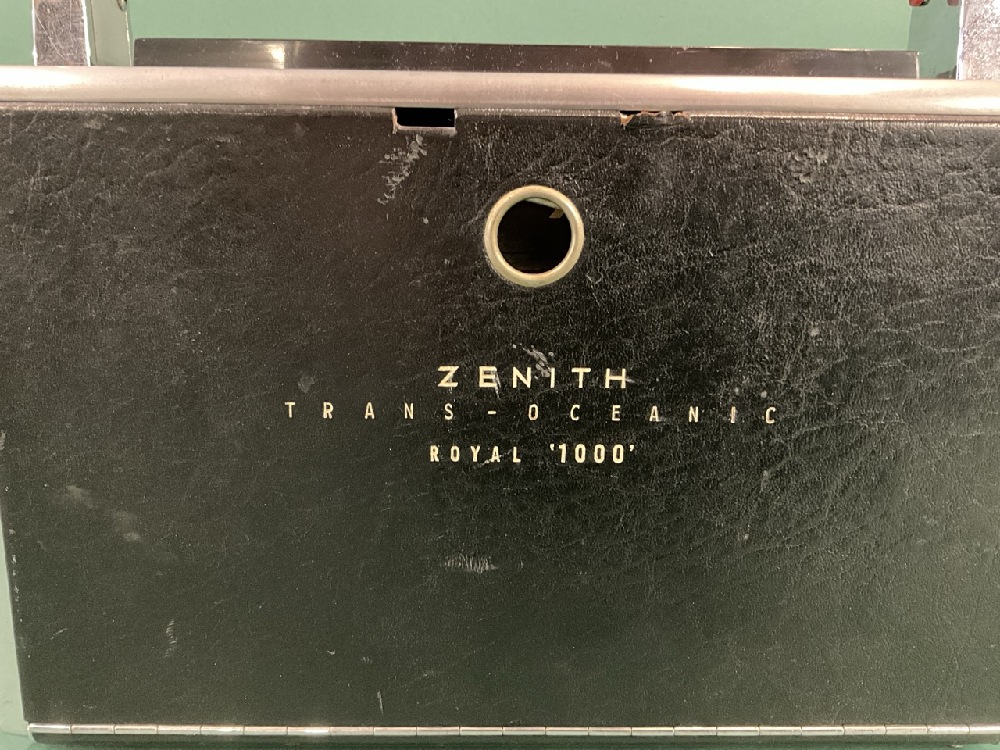 ZENITH
TRANS-OCEANIC
ROYAL '1000'